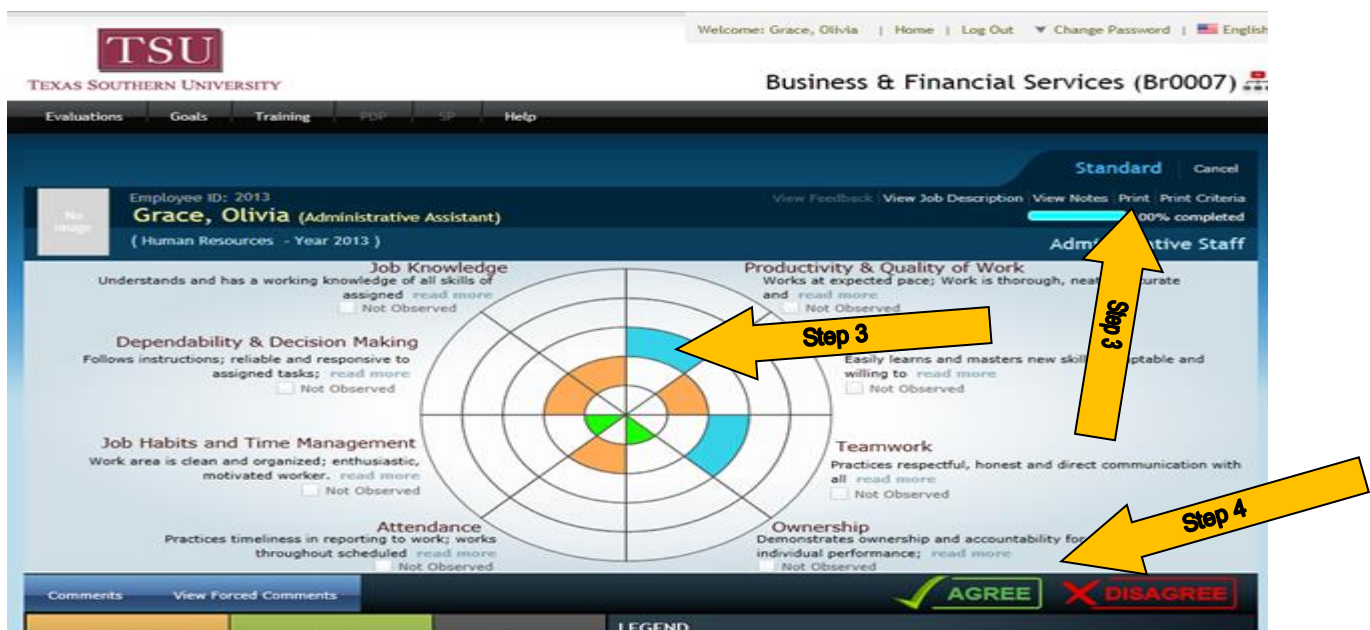 Welcome: Grace, Olivia | Home | Log Out ▼ Change Password | English
TSU
TEXAS SOUTHERN UNIVERSITY
Business & Financial Services (Br0007)
Evaluations Goals Training PDP SP Help
Standard Cancel
No image
Employee ID: 2013
Grace, Olivia (Administrative Assistant)
( Human Resources - Year 2013 )
View Feedback View Job Description View Notes Print Print Criteria
00% completed
Adm ative Staff
Job Knowledge
Understands and has a working knowledge of all skills of
assigned read more
Not Observed
Productivity & Quality of Work
Works at expected pace; Work is thorough, neat urate
and read more
Not Observed
Dependability & Decision Making
Follows instructions; reliable and responsive to
assigned tasks; read more
Not Observed
Step 3
Step 3
Easily learns and masters new skill ptable and
willing to read more
Not Observed
Job Habits and Time Management
Work area is clean and organized; enthusiastic,
motivated worker. read more
Not Observed
Teamwork
Practices respectful, honest and direct communication with
all read more
Not Observed
Step 4
Attendance
Practices timeliness in reporting to work; works
throughout scheduled read more
Not Observed
Ownership
Demonstrates ownership and accountability for
individual performance; read more
Not Observed
Comments View Forced Comments
AGREE DISAGREE
LEGEND